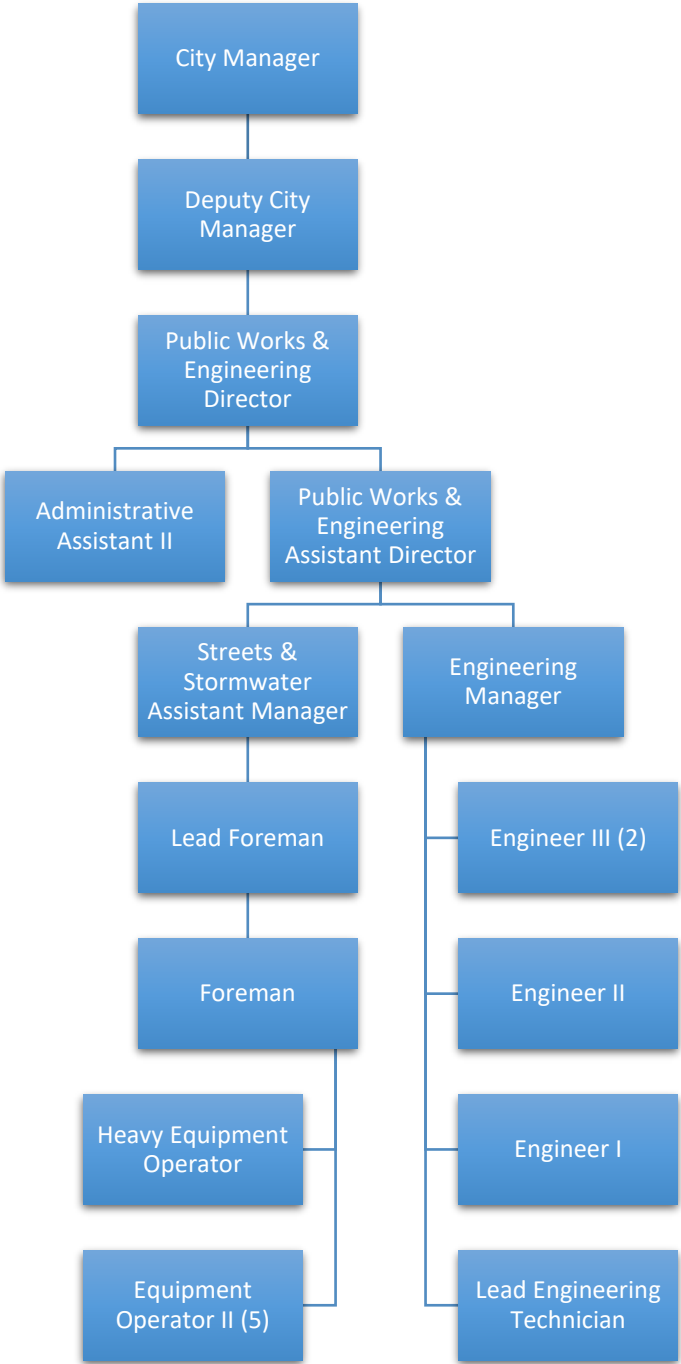 City Manager
Deputy City
Manager
Public Works &
Engineering
Director
Administrative
Assistant II
Public Works &
Engineering
Assistant Director
Streets &
Stormwater
Assistant Manager
Engineering
Manager
Lead Foreman
Engineer III (2)
Foreman
Engineer II
Heavy Equipment
Operator
Engineer I
Equipment
Operator II (5)
Lead Engineering
Technician